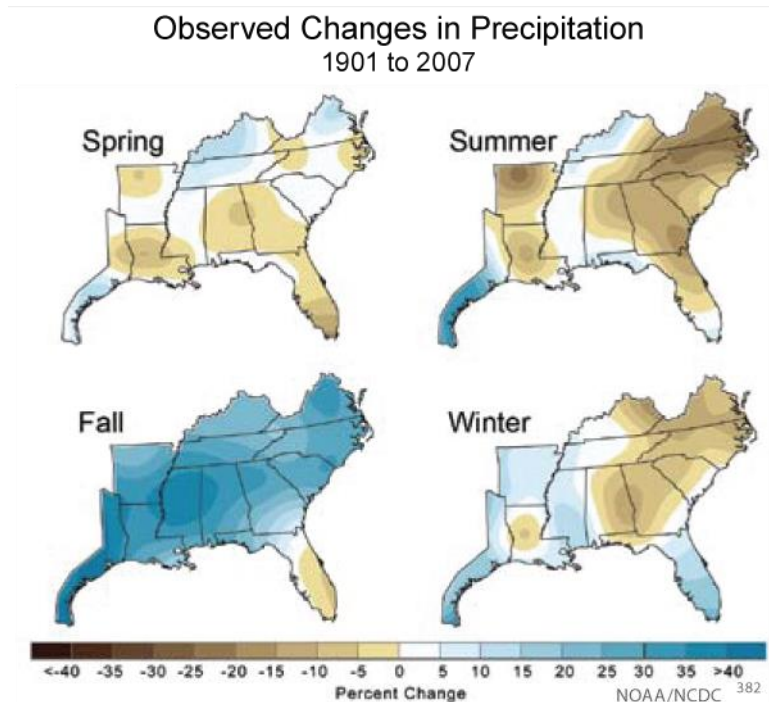 Observed Changes in Precipitation
1901 to 2007
Spring
Summer
Fall
Winter
<-40 -35 -30 -25 -20 -15 -10 -5 0 5 10 15 20 25 30 35 >40
Percent Change
NOAA/NCDC 382